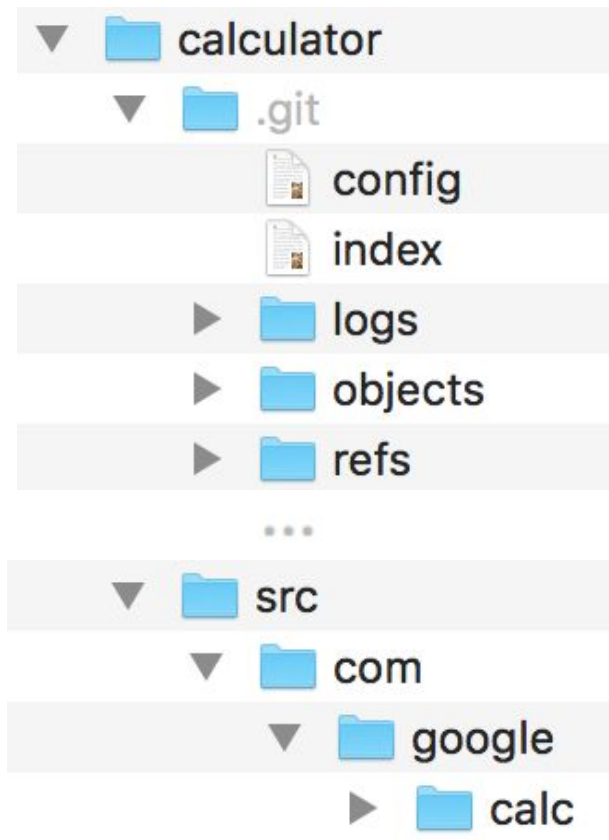 calculator
.git
config
index
logs
objects
refs
...
src
com
google
calc